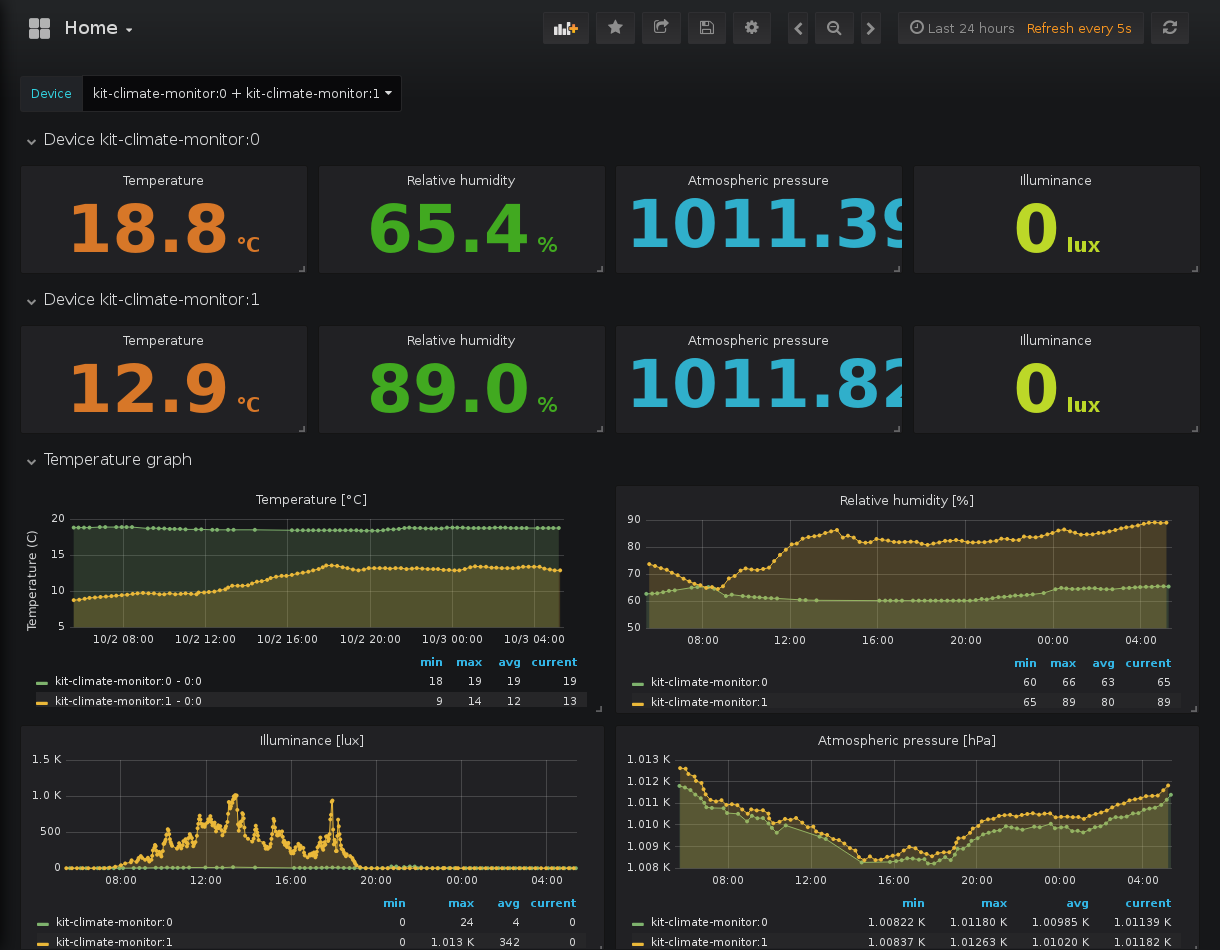 Home
Last 24 hours Refresh every 5s
Device kit-climate-monitor:0 + kit-climate-monitor:1
Device kit-climate-monitor:0
Temperature Relative humidity Atmospheric pressure Illuminance
18.8 °C 65.4 % 1011.39 0 lux
Device kit-climate-monitor:1
Temperature Relative humidity Atmospheric pressure Illuminance
12.9 °C 89.0 % 1011.82 0 lux
Temperature graph
Temperature [°C]
Temperature (C)
20
15
10
5
10/2 08:00 10/2 12:00 10/2 16:00 10/2 20:00 10/3 00:00 10/3 04:00
min max avg current
kit-climate-monitor:0 - 0:0 18 19 19 19
kit-climate-monitor:1 - 0:0 9 14 12 13
Relative humidity [%]
90
80
70
60
50
08:00 12:00 16:00 20:00 00:00 04:00
min max avg current
kit-climate-monitor:0 60 66 63 65
kit-climate-monitor:1 65 89 80 89
Illuminance [lux]
1.5 K
1.0 K
500
0
08:00 12:00 16:00 20:00 00:00 04:00
min max avg current
kit-climate-monitor:0 0 24 4 0
kit-climate-monitor:1 0 1.013 K 342 0
Atmospheric pressure [hPa]
1.013 K
1.012 K
1.011 K
1.010 K
1.009 K
1.008 K
08:00 12:00 16:00 20:00 00:00 04:00
min max avg current
kit-climate-monitor:0 1.00822 K 1.01180 K 1.00985 K 1.01139 K
kit-climate-monitor:1 1.00837 K 1.01263 K 1.01020 K 1.01182 K